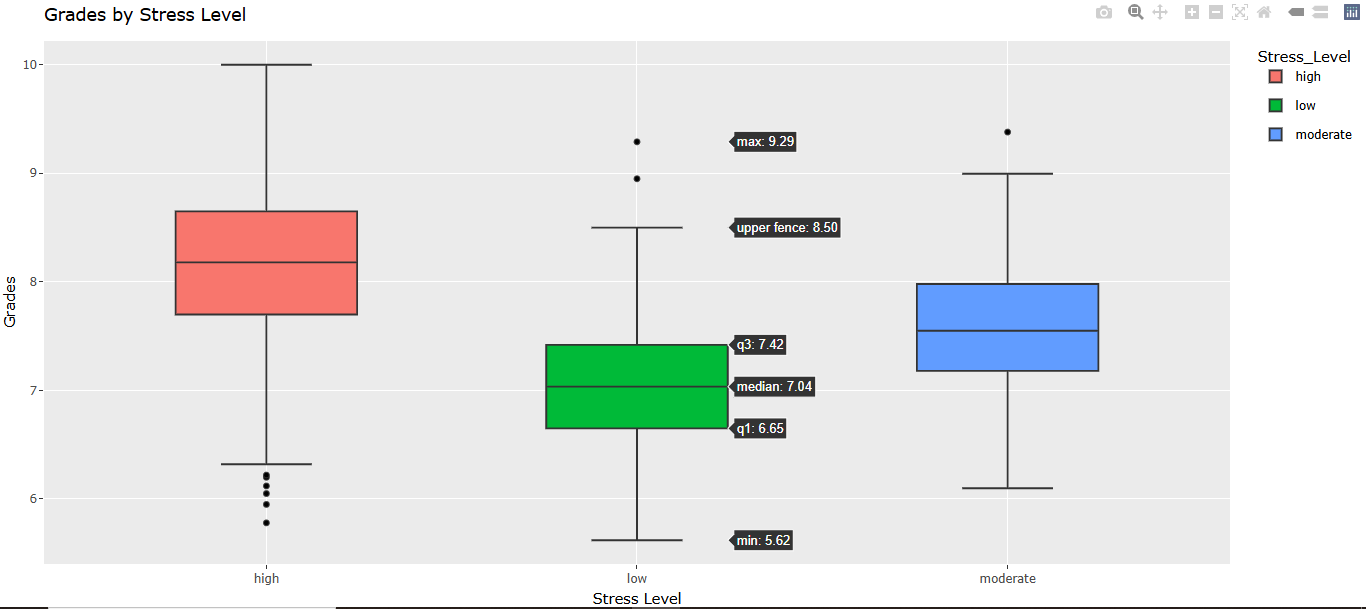 Grades by Stress Level
Stress_Level
high
low
moderate
10
9
8
7
6
Grades
max: 9.29
upper fence: 8.50
q3: 7.42
median: 7.04
q1: 6.65
min: 5.62
high
low
moderate
Stress Level